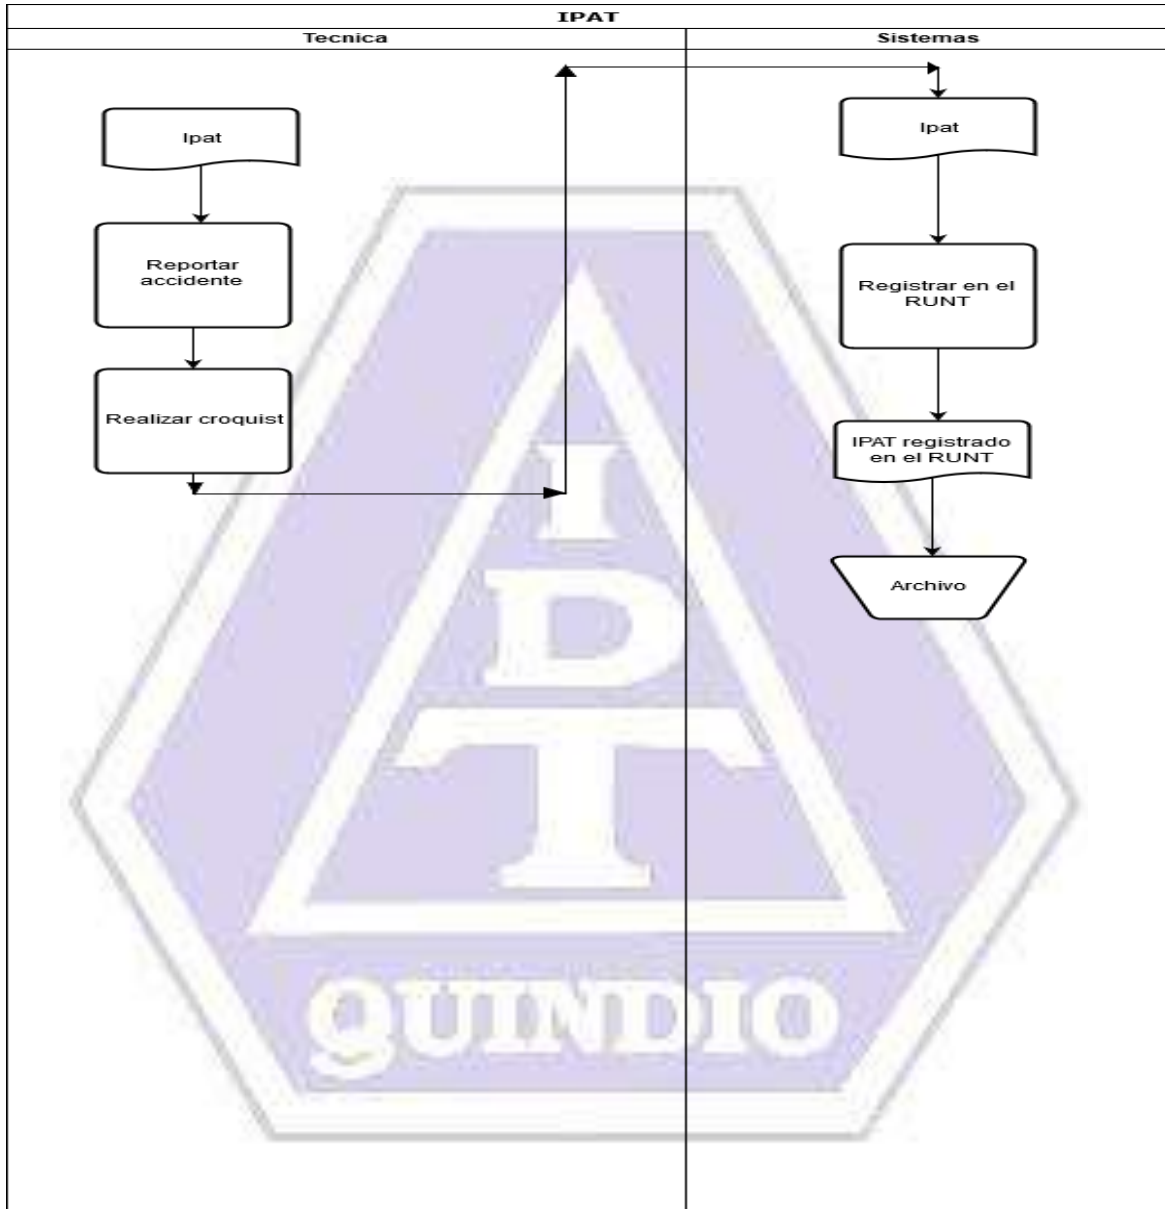 IPAT
Tecnica
Sistemas
Ipat
Reportar
accidente
Realizar croquist
Ipat
Registrar en el
RUNT
IPAT registrado
en el RUNT
Archivo
I
D
T
QUINDIO